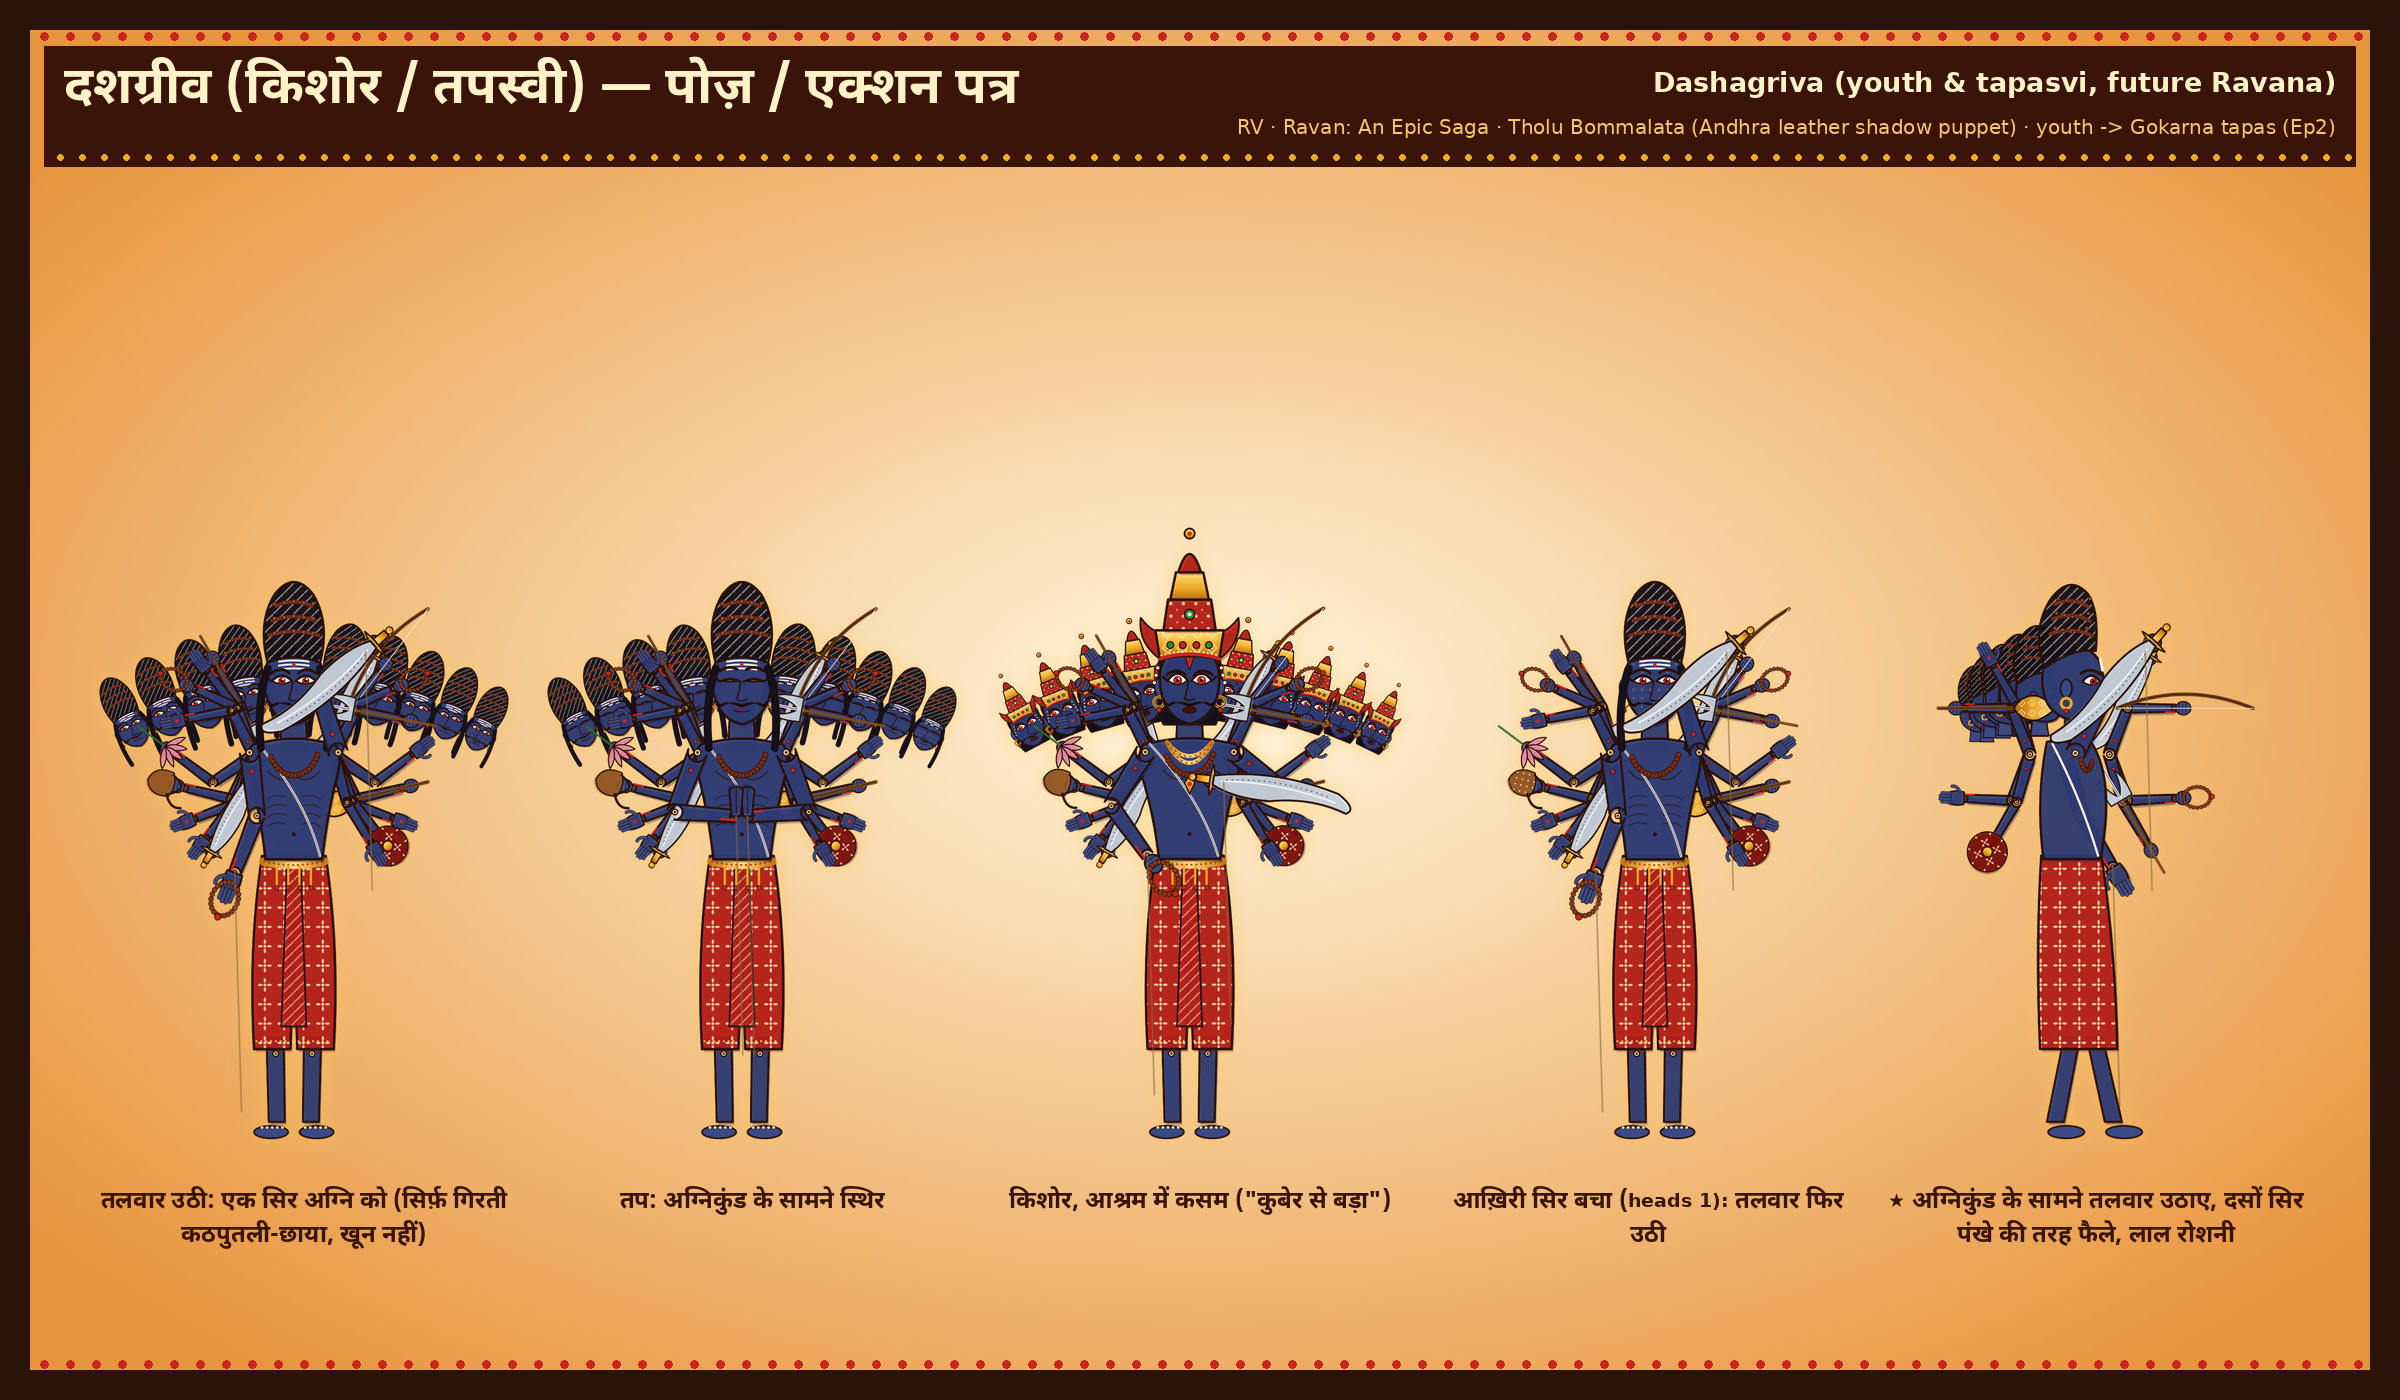 दशग्रीव (किशोर / तपस्वी) — पोज़ / एक्शन पत्र
Dashagriva (youth & tapasvi, future Ravana)
RV · Ravan: An Epic Saga · Tholu Bommalata (Andhra leather shadow puppet) · youth -> Gokarna tapas (Ep2)
तलवार उठी: एक सिर अग्नि को (सिर्फ़ गिरती
कठपुतली-छाया, खून नहीं)
तप: अग्निकुंड के सामने स्थिर
किशोर, आश्रम में कसम ("कुबेर से बड़ा")
आख़िरी सिर बचा (heads 1): तलवार फिर
उठी
★ अग्निकुंड के सामने तलवार उठाए, दसों सिर
पंखे की तरह फैले, लाल रोशनी